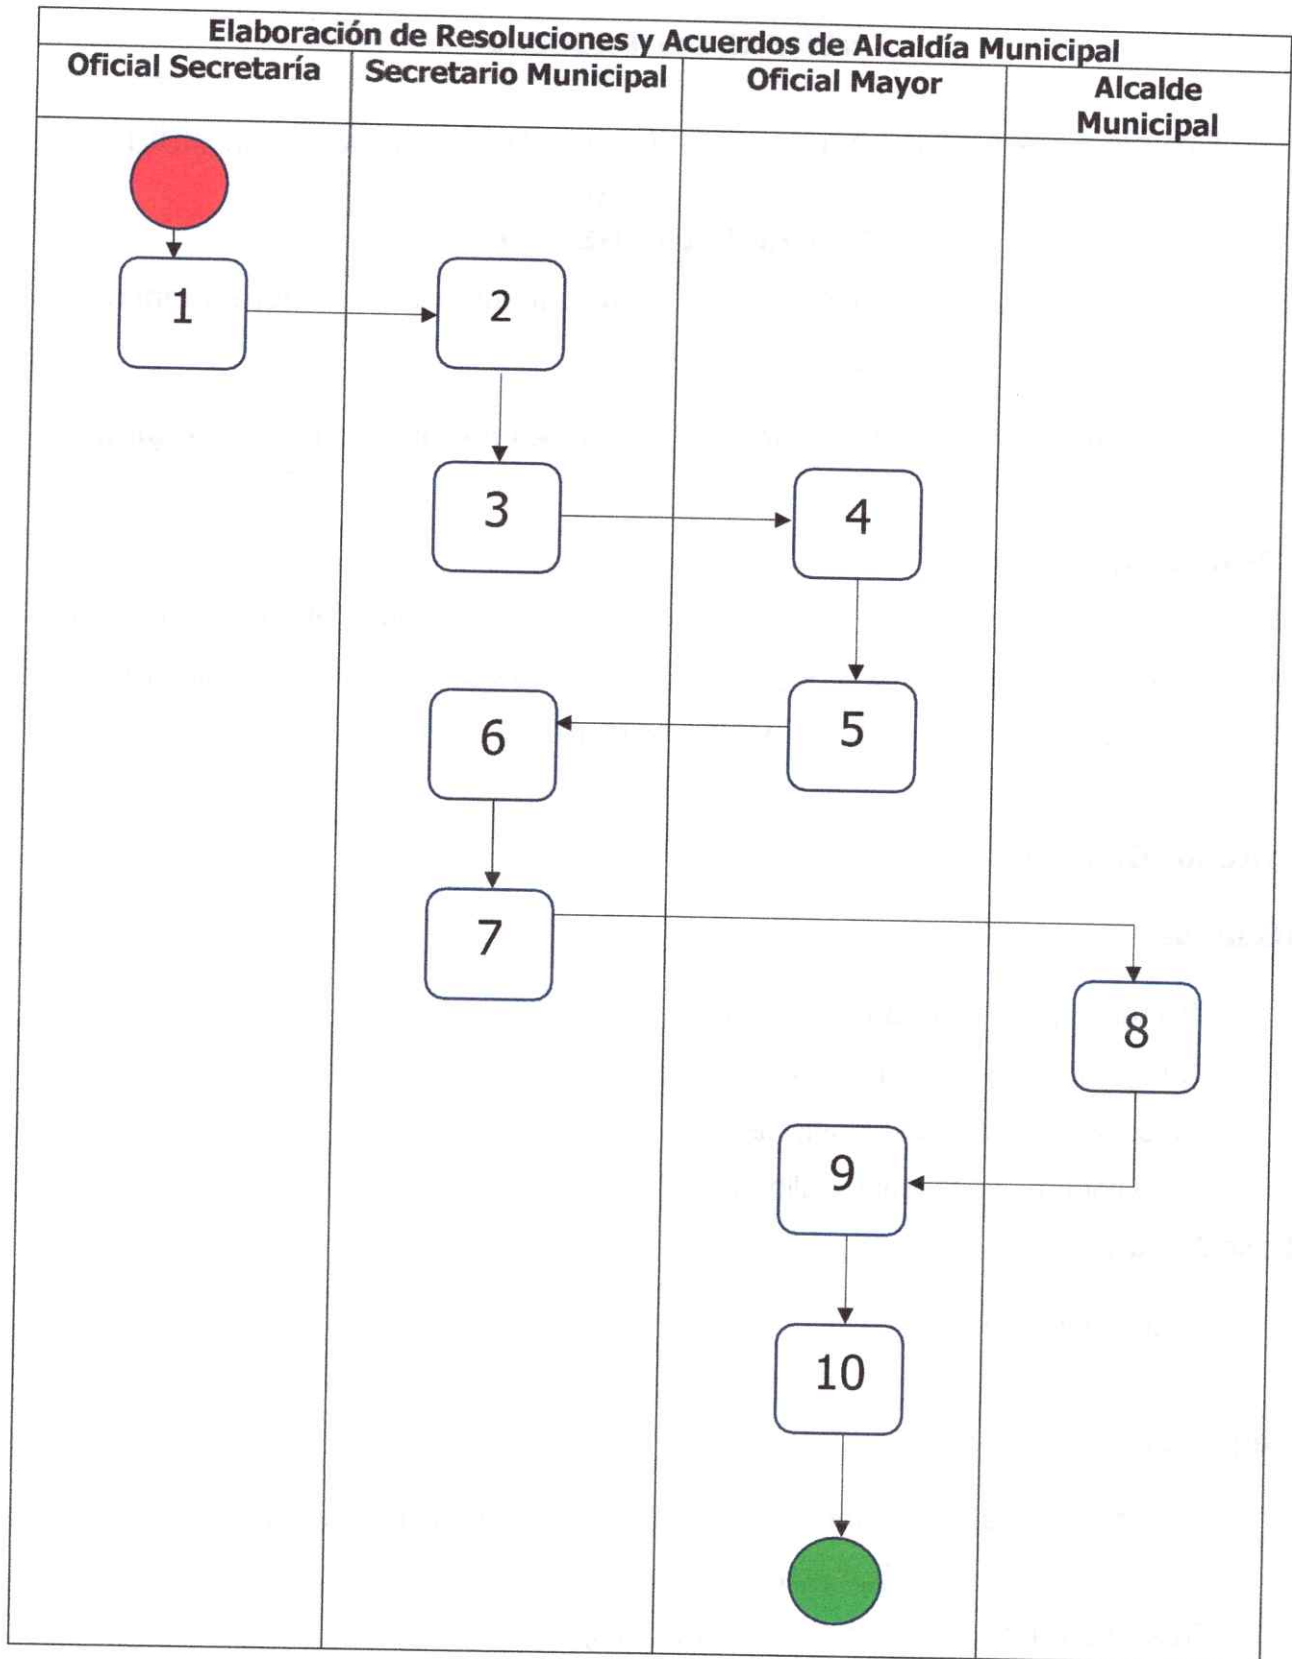 Elaboración de Resoluciones y Acuerdos de Alcaldía Municipal
Oficial Secretaría
Secretario Municipal
Oficial Mayor
Alcalde
Municipal
1
2
3
4
6
5
7
8
9
10